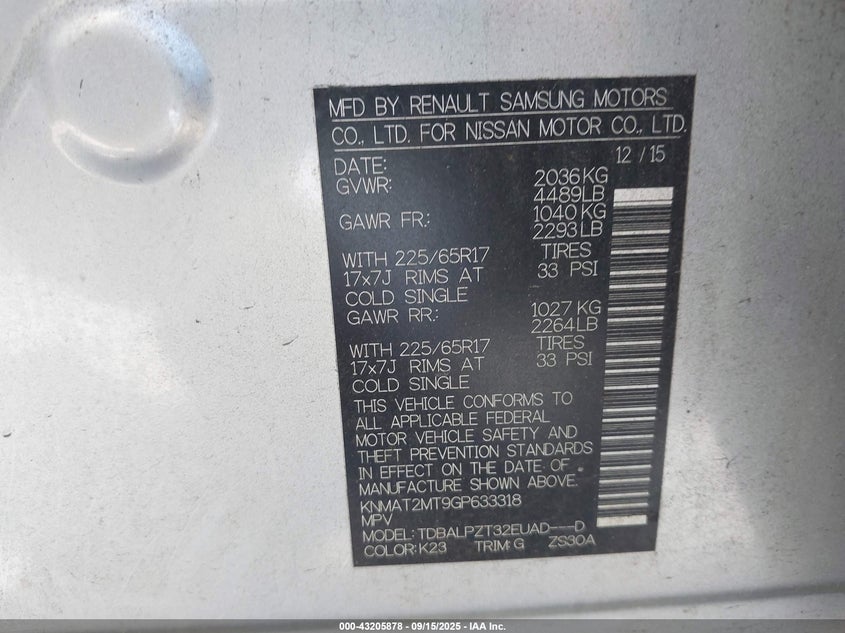 MFD BY RENAULT SAMSUNG MOTORS
CO., LTD. FOR NISSAN MOTOR CO., LTD.
DATE: 12 / 15
GVWR: 2036 KG
4489LB
GAWR FR.: 1040 KG
2293 LB
WITH 225/65R17 TIRES
17x7J RIMS AT 33 PSI
COLD SINGLE
GAWR RR.: 1027 KG
2264LB
WITH 225/65R17 TIRES
17x7J RIMS AT 33 PSI
COLD SINGLE
THIS VEHICLE CONFORMS TO
ALL APPLICABLE FEDERAL
MOTOR VEHICLE SAFETY AND
THEFT PREVENTION STANDARDS
IN EFFECT ON THE DATE OF
MANUFACTURE SHOWN ABOVE.
KNMAT2MT9GP633318
MPV
MODEL: TDBALPZT32EUAD---D
COLOR: K23 TRIM: G ZS30A
000-43205878 - 09/15/2025 - IAA Inc.